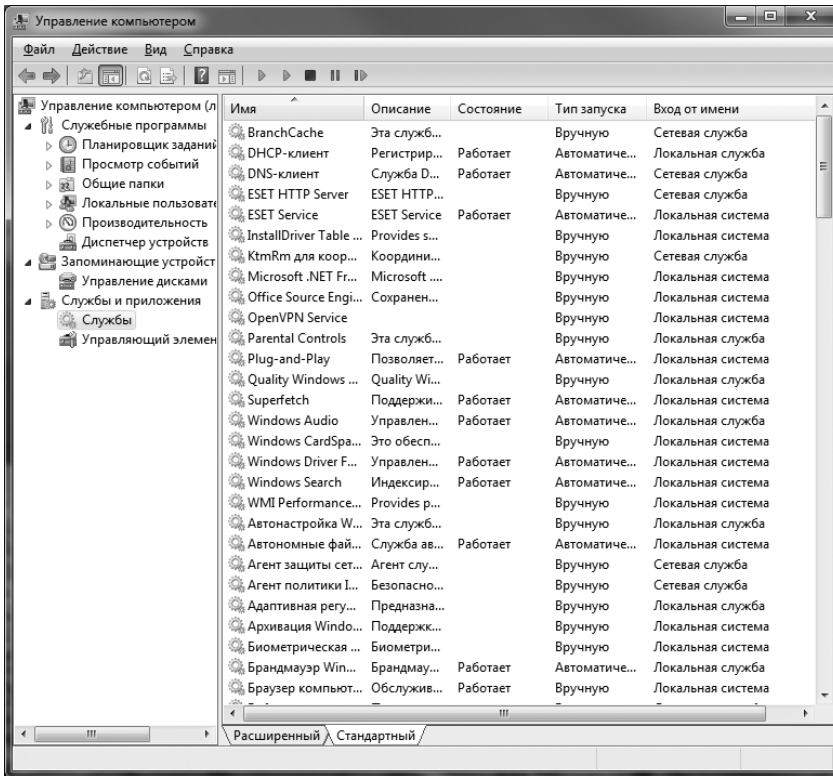 Управление компьютером
Файл Действие Вид Справка
Управление компьютером (л
Служебные программы
Планировщик заданий
Просмотр событий
Общие папки
Локальные пользовате
Производительность
Диспетчер устройств
Запоминающие устройст
Управление дисками
Службы и приложения
Службы
Управляющий элемен
Имя Описание Состояние Тип запуска Вход от имени
BranchCache Эта служб... Вручную Сетевая служба
DHCP-клиент Регистрир... Работает Автоматиче... Локальная служба
DNS-клиент Служба D... Работает Автоматиче... Сетевая служба
ESET HTTP Server ESET HTTP... Вручную Сетевая служба
ESET Service ESET Service Работает Автоматиче... Локальная система
InstallDriver Table ... Provides s... Вручную Локальная система
KtmRm для коор... Координи... Вручную Сетевая служба
Microsoft .NET Fr... Microsoft .... Вручную Локальная система
Office Source Engi... Сохранен... Вручную Локальная система
OpenVPN Service Вручную Локальная система
Parental Controls Эта служб... Вручную Локальная служба
Plug-and-Play Позволяет... Работает Автоматиче... Локальная система
Quality Windows ... Quality Wi... Вручную Локальная служба
Superfetch Поддержи... Работает Автоматиче... Локальная система
Windows Audio Управлен... Работает Автоматиче... Локальная служба
Windows CardSpa... Это обесп... Вручную Локальная система
Windows Driver F... Управлен... Работает Автоматиче... Локальная система
Windows Search Индексир... Работает Автоматиче... Локальная система
WMI Performance... Provides p... Вручную Локальная система
Автонастройка W... Эта служб... Вручную Локальная служба
Автономные фай... Служба ав... Работает Автоматиче... Локальная система
Агент защиты сет... Агент слу... Вручную Сетевая служба
Агент политики I... Безопасно... Вручную Сетевая служба
Адаптивная регу... Предназна... Вручную Локальная служба
Архивация Windo... Поддержк... Вручную Локальная система
Биометрическая ... Биометри... Вручную Локальная система
Брандмауэр Win... Брандмау... Работает Автоматиче... Локальная служба
Браузер компьют... Обслужив... Работает Вручную Локальная система
Расширенный Стандартный